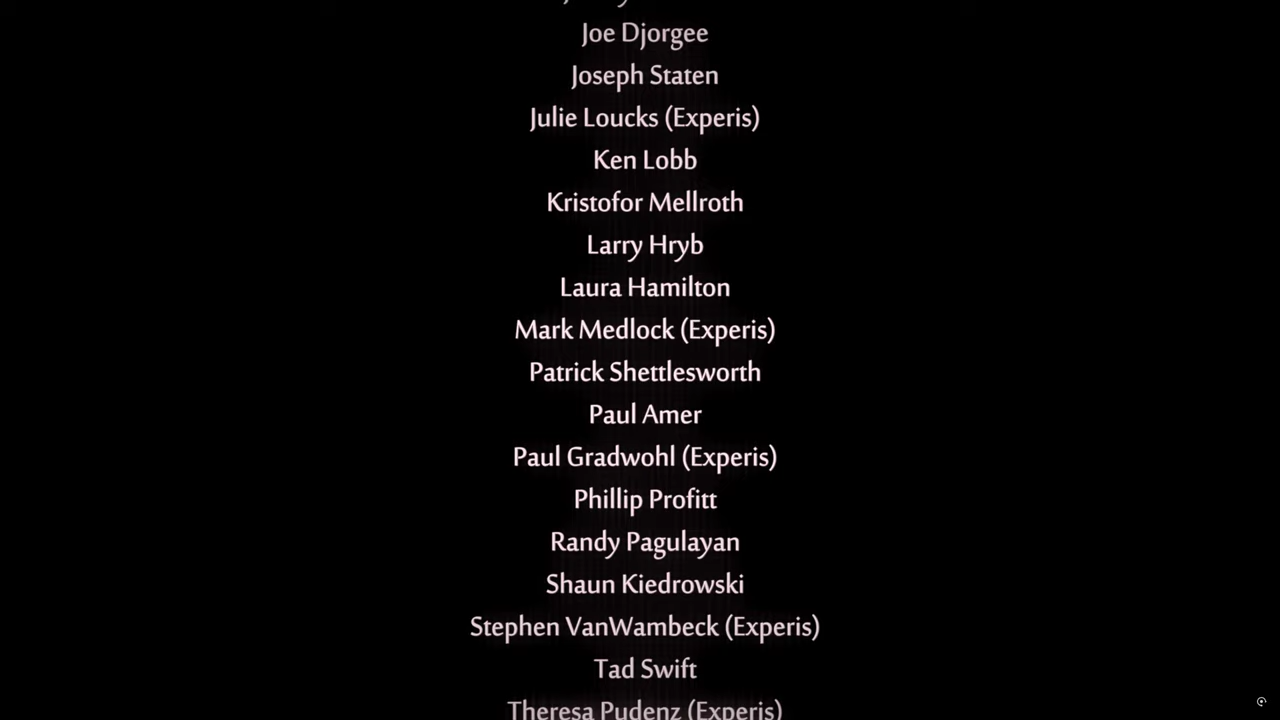 Joe Djorgee
Joseph Staten
Julie Loucks (Experis)
Ken Lobb
Kristofor Mellroth
Larry Hryb
Laura Hamilton
Mark Medlock (Experis)
Patrick Shettlesworth
Paul Amer
Paul Gradwohl (Experis)
Phillip Profitt
Randy Pagulayan
Shaun Kiedrowski
Stephen VanWambeck (Experis)
Tad Swift
Theresa Pudenz (Experis)